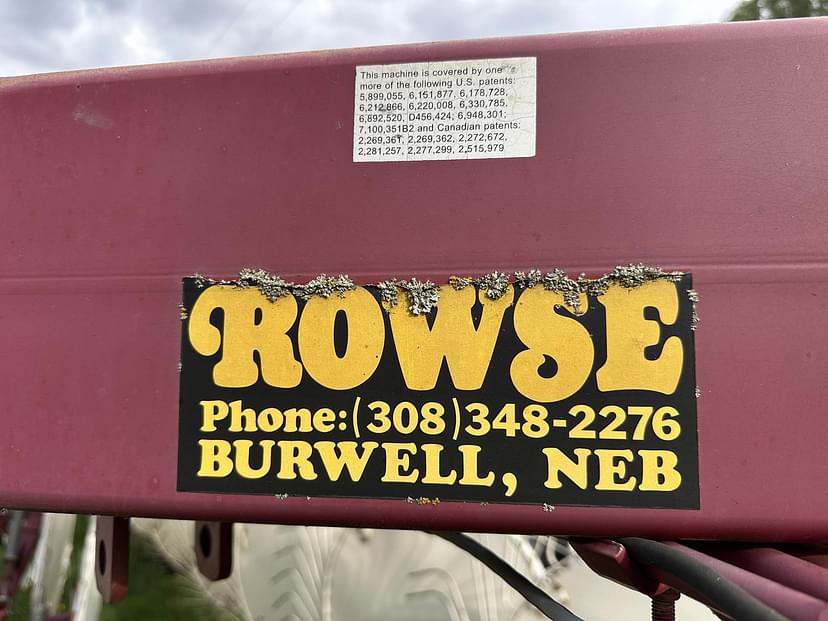 This machine is covered by one
more of the following U.S. patents:
5,899,055, 6,151,877, 6,178,728,
6,212,866, 6,220,008, 6,330,785,
6,892,520, D456,424; 6,948,301;
7,100,351B2 and Canadian patents:
2,269,361, 2,269,362, 2,272,672,
2,281,257, 2,277,299, 2,515,979
ROWSE
Phone:(308)348-2276
BURWELL, NEB